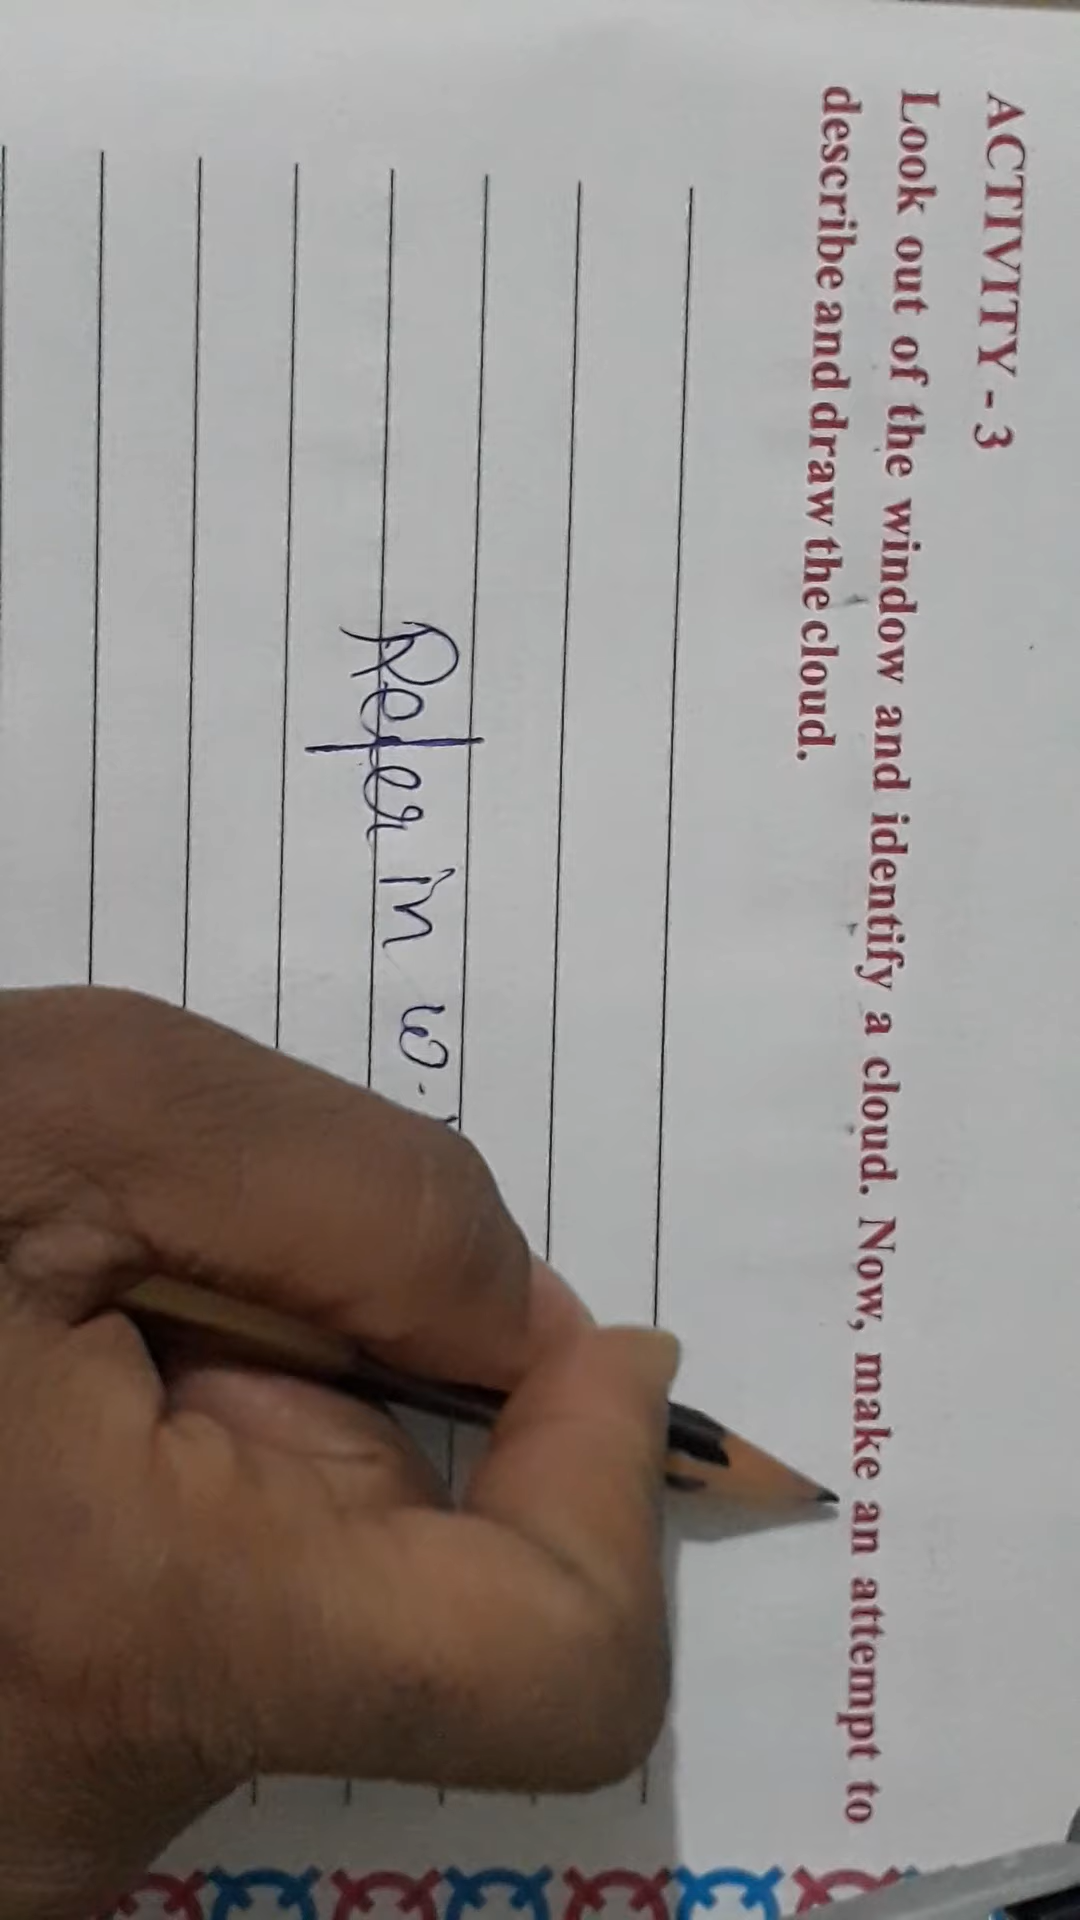 ACTIVITY - 3
Look out of the window and identify a cloud. Now, make an attempt to
describe and draw the cloud.
Refer in w.